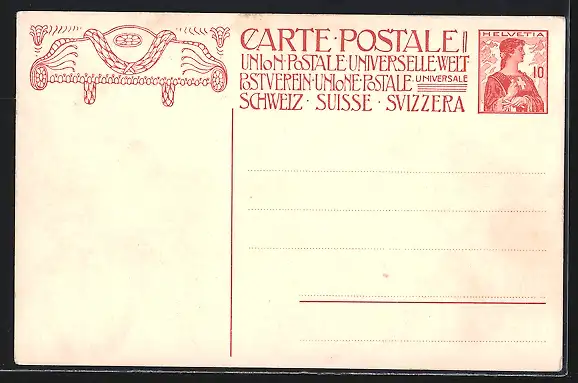 CARTE·POSTALE
UNION·POSTALE·UNIVERSELLE·WELT
POSTVEREIN·UNIONE·POSTALE UNIVERSALE
SCHWEIZ · SUISSE · SVIZZERA
HELVETIA
10